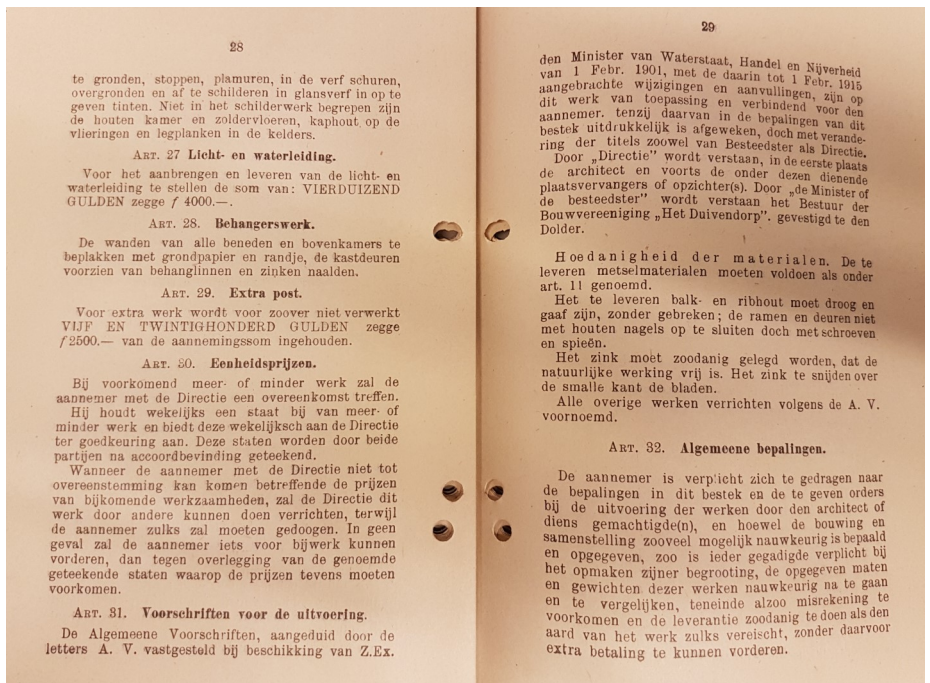 28
te gronden, stoppen, plamuren, in de verf schuren,
overgronden en af te schilderen in glansverf in op te
geven tinten. Niet in het schilderwerk begrepen zijn
de houten kamer en zoldervloeren, kaphout op de
vlieringen en legplanken in de kelders.
ART. 27 Licht- en waterleiding.
Voor het aanbrengen en leveren van de licht- en
waterleiding te stellen de som van: VIERDUIZEND
GULDEN zegge f 4000.—.
ART. 28. Behangerswerk.
De wanden van alle beneden en bovenkamers te
beplakken met grondpapier en randje, de kastdeuren
voorzien van behanglinnen en zinken naalden.
ART. 29. Extra post.
Voor extra werk wordt voor zoover niet verwerkt
VIJF EN TWINTIGHONDERD GULDEN zegge
f 2500.— van de aannemingssom ingehouden.
ART. 30. Eenheidsprijzen.
Bij voorkomend meer- of minder werk zal de
aannemer met de Directie een overeenkomst treffen.
Hij houdt wekelijks een staat bij van meer- of
minder werk en biedt deze wekelijksch aan de Directie
ter goedkeuring aan. Deze staten worden door beide
partijen na accoordbevinding geteekend.
Wanneer de aannemer met de Directie niet tot
overeenstemming kan komen betreffende de prijzen
van bijkomende werkzaamheden, zal de Directie dit
werk door andere kunnen doen verrichten, terwijl
de aannemer zulks zal moeten gedoogen. In geen
geval zal de aannemer iets voor bijwerk kunnen
vorderen, dan tegen overlegging van de genoemde
geteekende staten waarop de prijzen tevens moeten
voorkomen.
ART. 31. Voorschriften voor de uitvoering.
De Algemeene Voorschriften, aangeduid door de
letters A. V. vastgesteld bij beschikking van Z.Ex.
29
den Minister van Waterstaat, Handel en Nijverheid
van 1 Febr. 1901, met de daarin tot 1 Febr. 1915
aangebrachte wijzigingen en aanvullingen, zijn op
dit werk van toepassing en verbindend voor den
aannemer. tenzij daarvan in de bepalingen van dit
bestek uitdrukkelijk is afgeweken, doch met verande-
ring der titels zoowel van Besteedster als Directie.
Door „Directie” wordt verstaan, in de eerste plaats
de architect en voorts de onder dezen dienende
plaatsvervangers of opzichter(s). Door „de Minister of
de besteedster” wordt verstaan het Bestuur der
Bouwvereeniging „Het Duivendorp”. gevestigd te den
Dolder.
Hoedanigheid der materialen. De te
leveren metselmaterialen moeten voldoen als onder
art. 11 genoemd.
Het te leveren balk- en ribhout moet droog en
gaaf zijn, zonder gebreken; de ramen en deuren niet
met houten nagels op te sluiten doch met schroeven
en spieën.
Het zink moet zoodanig gelegd worden, dat de
natuurlijke werking vrij is. Het zink te snijden over
de smalle kant de bladen.
Alle overige werken verrichten volgens de A. V.
voornoemd.
ART. 32. Algemeene bepalingen.
De aannemer is verplicht zich te gedragen naar
de bepalingen in dit bestek en de te geven orders
bij de uitvoering der werken door den architect of
diens gemachtigde(n), en hoewel de bouwing en
samenstelling zooveel mogelijk nauwkeurig is bepaald
en opgegeven, zoo is ieder gegadigde verplicht bij
het opmaken zijner begrooting, de opgegeven maten
en gewichten dezer werken nauwkeurig na te gaan
en te vergelijken, teneinde alzoo misrekening te
voorkomen en de leverantie zoodanig te doen als den
aard van het werk zulks vereischt, zonder daarvoor
extra betaling te kunnen vorderen.